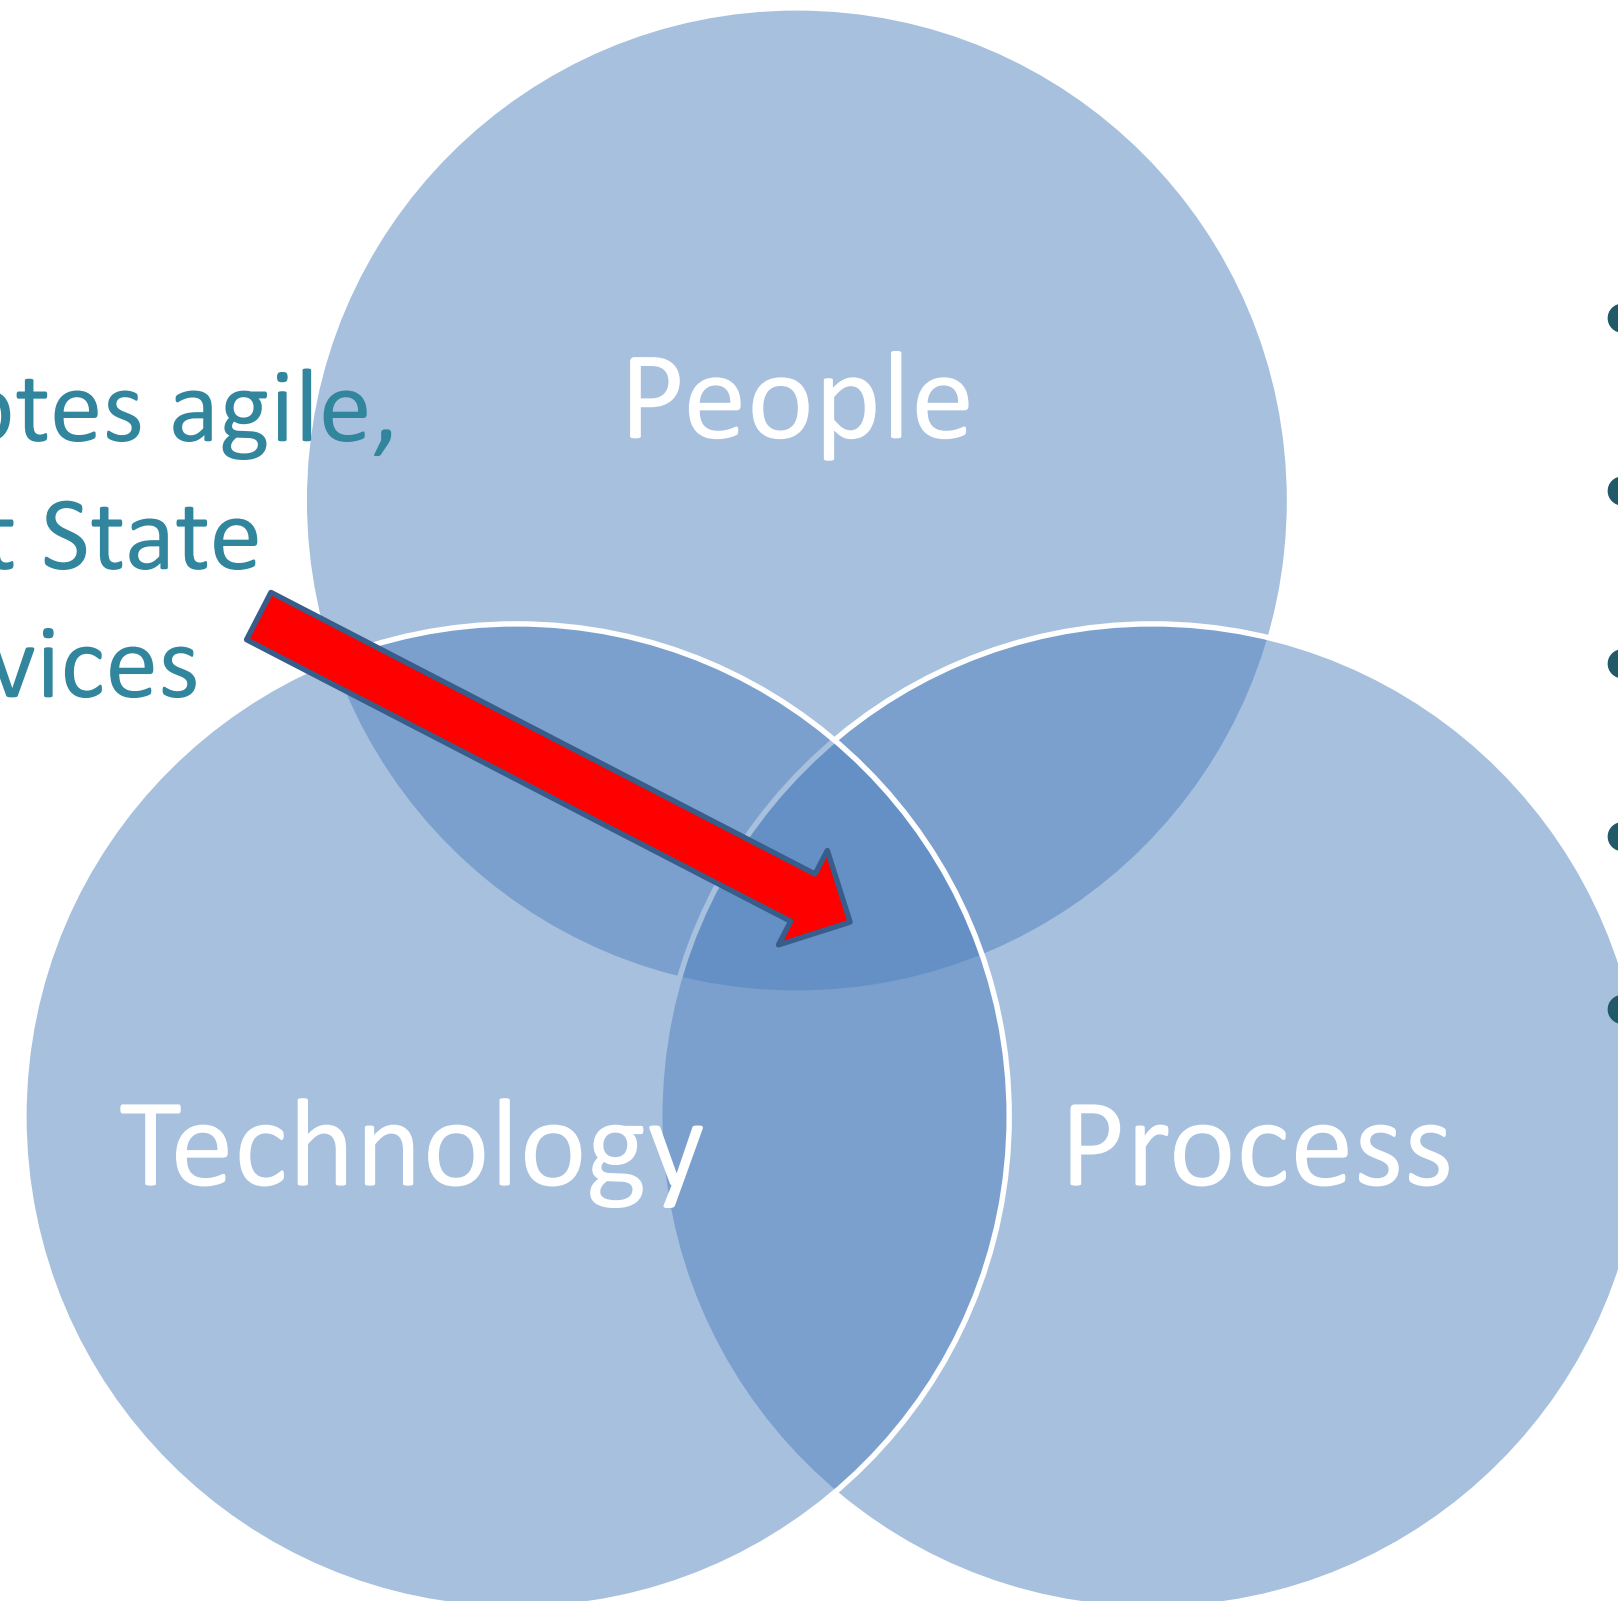 People
otes agile,
t State
vices
Technology
Process